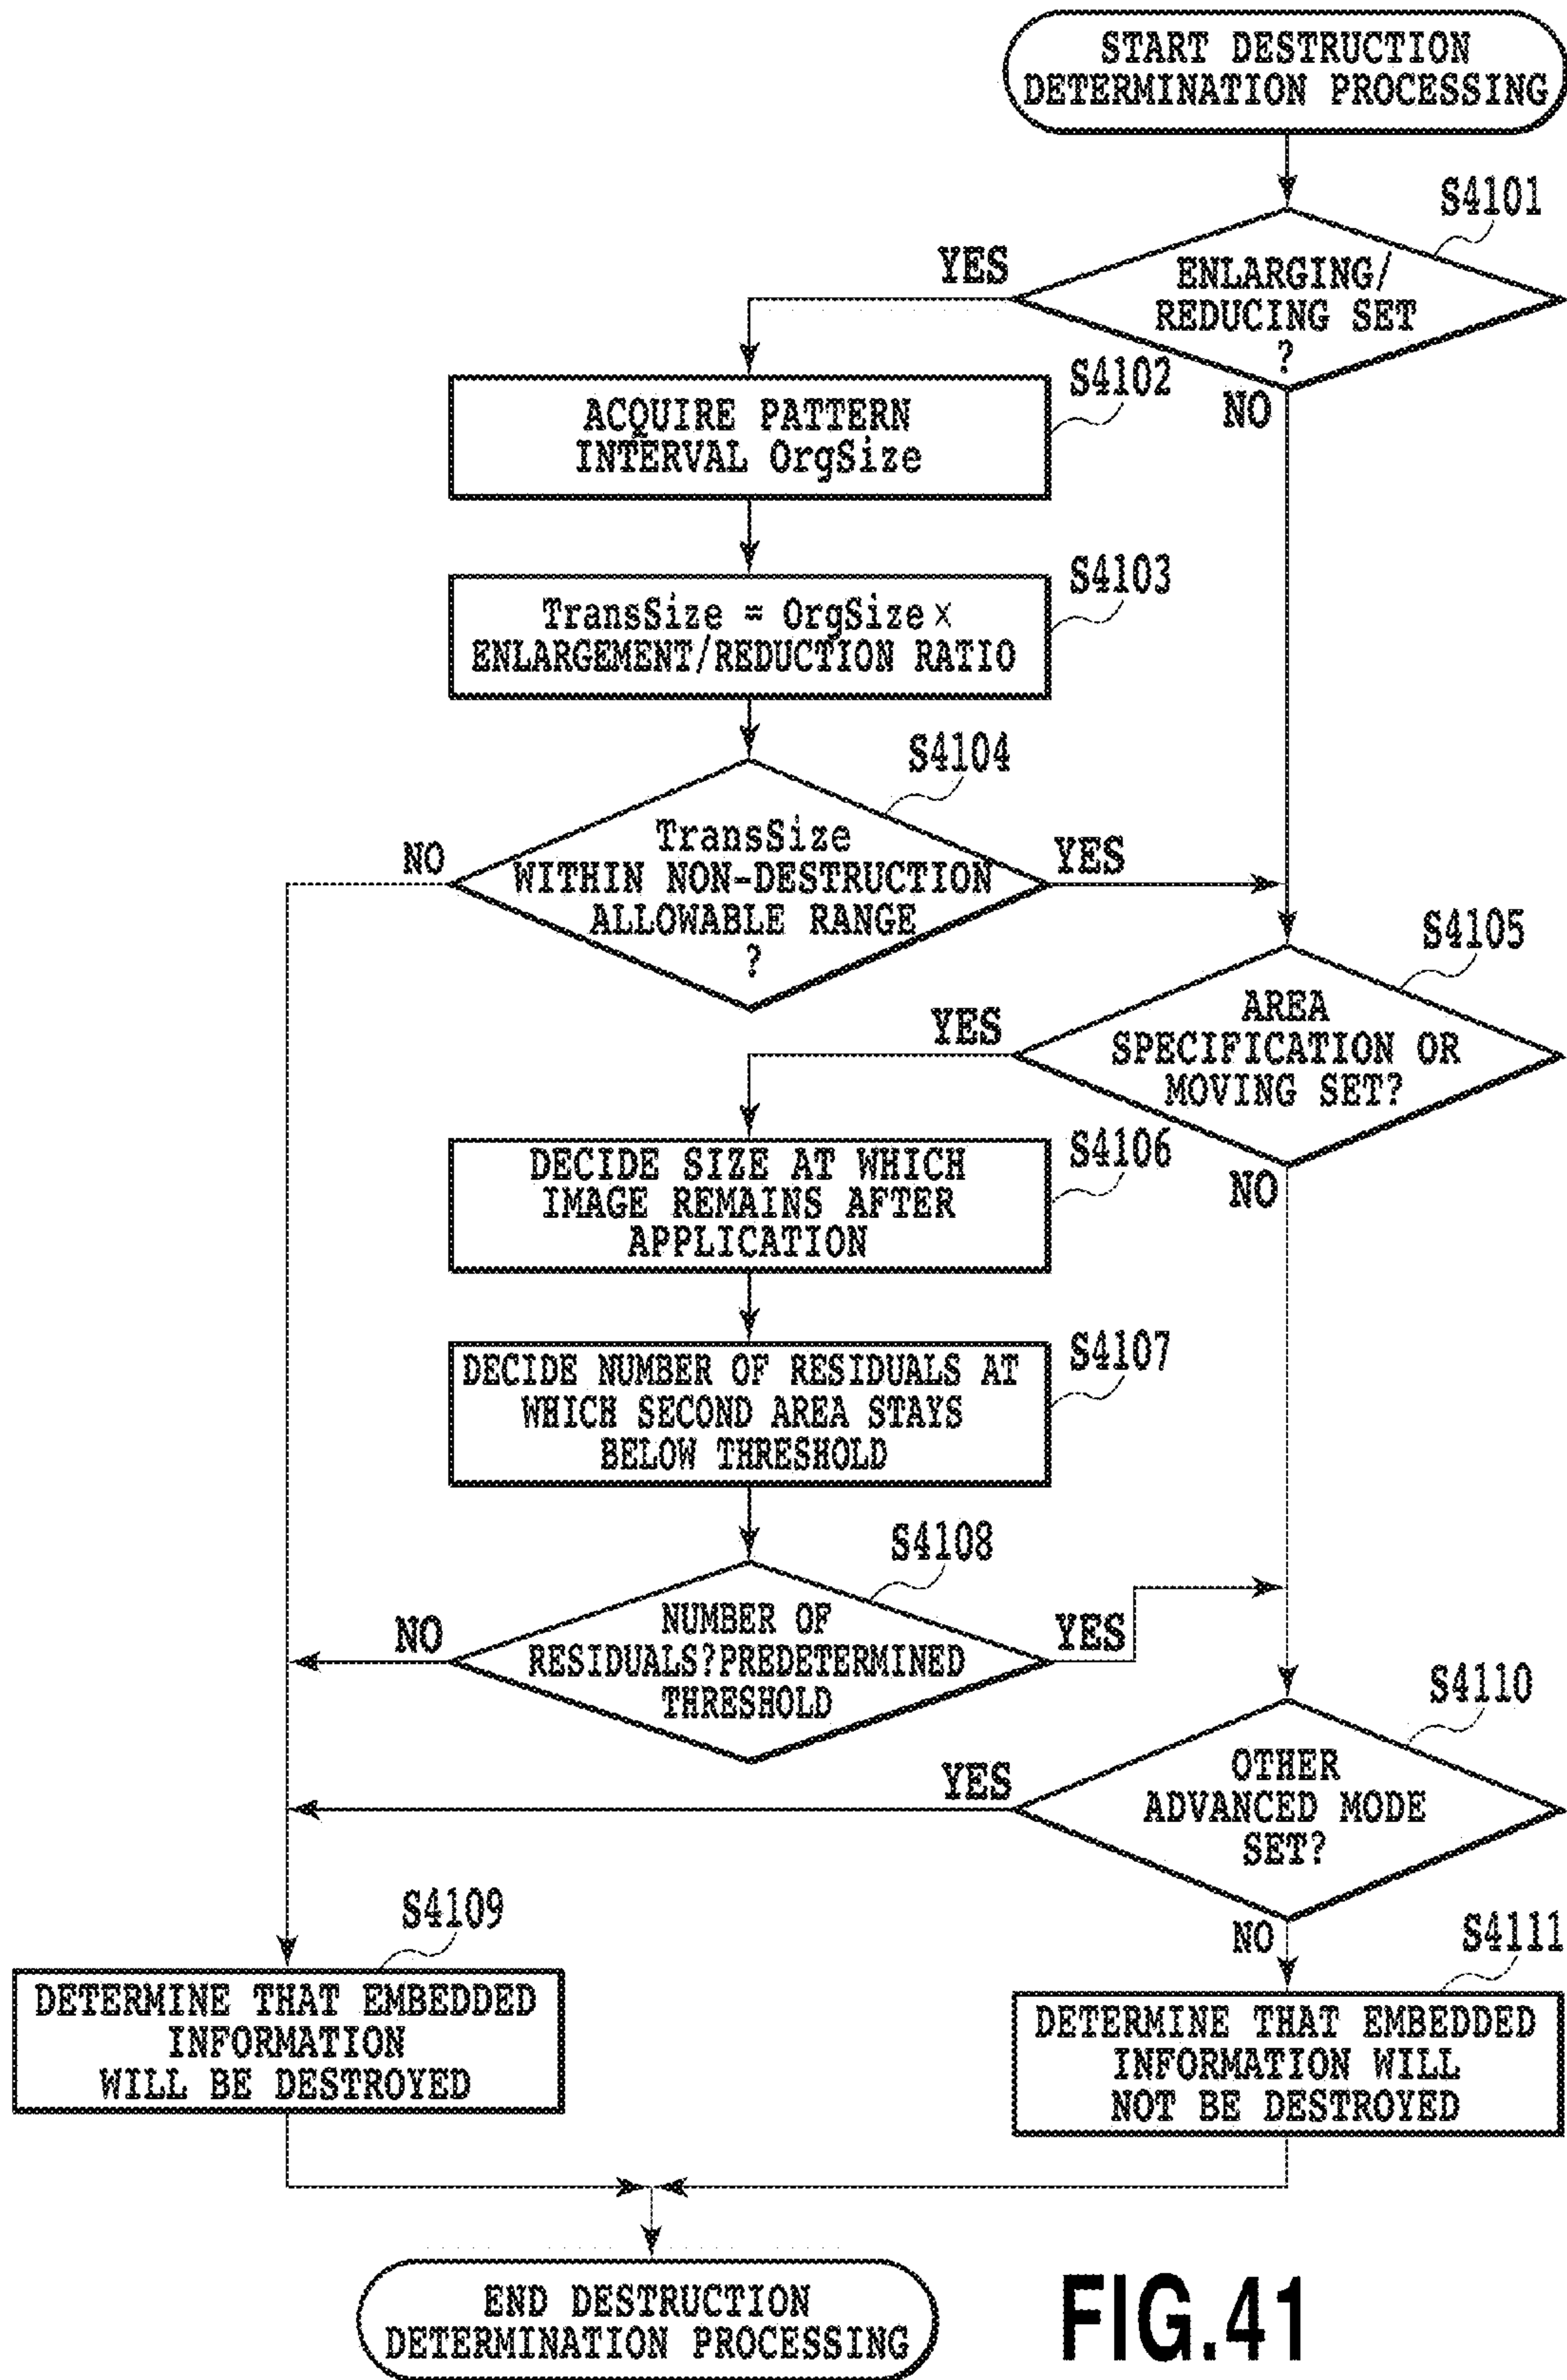 START DESTRUCTION
DETERMINATION PROCESSING
S4101
YES
ENLARGING/
REDUCING SET
?
NO
S4102
ACQUIRE PATTERN
INTERVAL OrgSize
S4103
TransSize = OrgSize ×
ENLARGEMENT/REDUCTION RATIO
S4104
NO
TransSize
WITHIN NON-DESTRUCTION
ALLOWABLE RANGE
?
YES
S4105
YES
AREA
SPECIFICATION OR
MOVING SET?
NO
S4106
DECIDE SIZE AT WHICH
IMAGE REMAINS AFTER
APPLICATION
S4107
DECIDE NUMBER OF RESIDUALS AT
WHICH SECOND AREA STAYS
BELOW THRESHOLD
S4108
NO
NUMBER OF
RESIDUALS?PREDETERMINED
THRESHOLD
YES
S4110
YES
OTHER
ADVANCED MODE
SET?
NO
S4109
DETERMINE THAT EMBEDDED
INFORMATION
WILL BE DESTROYED
S4111
DETERMINE THAT EMBEDDED
INFORMATION WILL
NOT BE DESTROYED
END DESTRUCTION
DETERMINATION PROCESSING
FIG.41